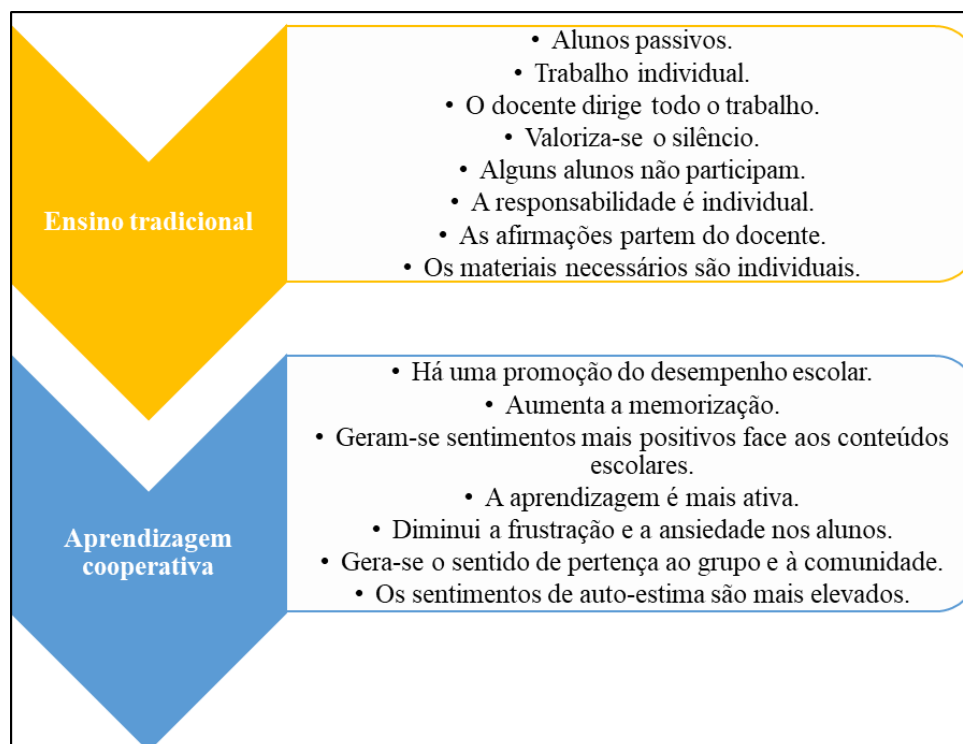 Ensino tradicional
• Alunos passivos.
• Trabalho individual.
• O docente dirige todo o trabalho.
• Valoriza-se o silêncio.
• Alguns alunos não participam.
• A responsabilidade é individual.
• As afirmações partem do docente.
• Os materiais necessários são individuais.
Aprendizagem
cooperativa
• Há uma promoção do desempenho escolar.
• Aumenta a memorização.
• Geram-se sentimentos mais positivos face aos conteúdos
escolares.
• A aprendizagem é mais ativa.
• Diminui a frustração e a ansiedade nos alunos.
• Gera-se o sentido de pertença ao grupo e à comunidade.
• Os sentimentos de auto-estima são mais elevados.